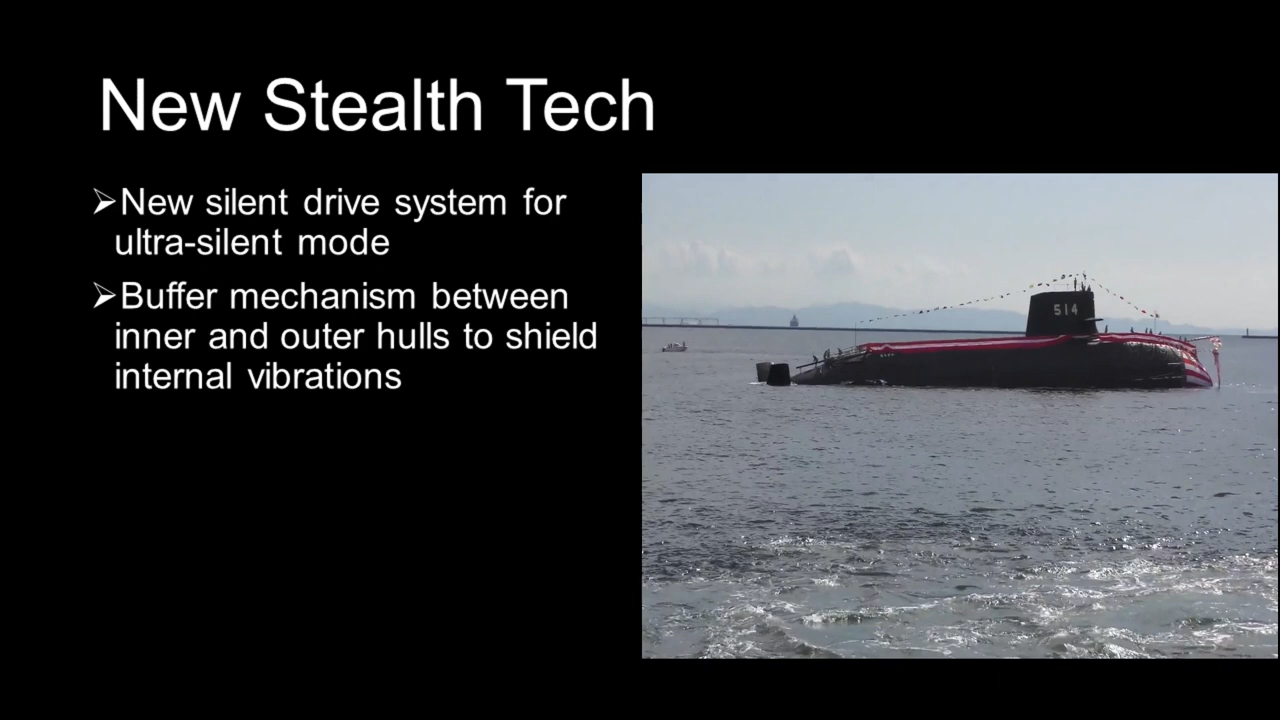 New Stealth Tech
➢New silent drive system for
ultra-silent mode
➢Buffer mechanism between
inner and outer hulls to shield
internal vibrations
514